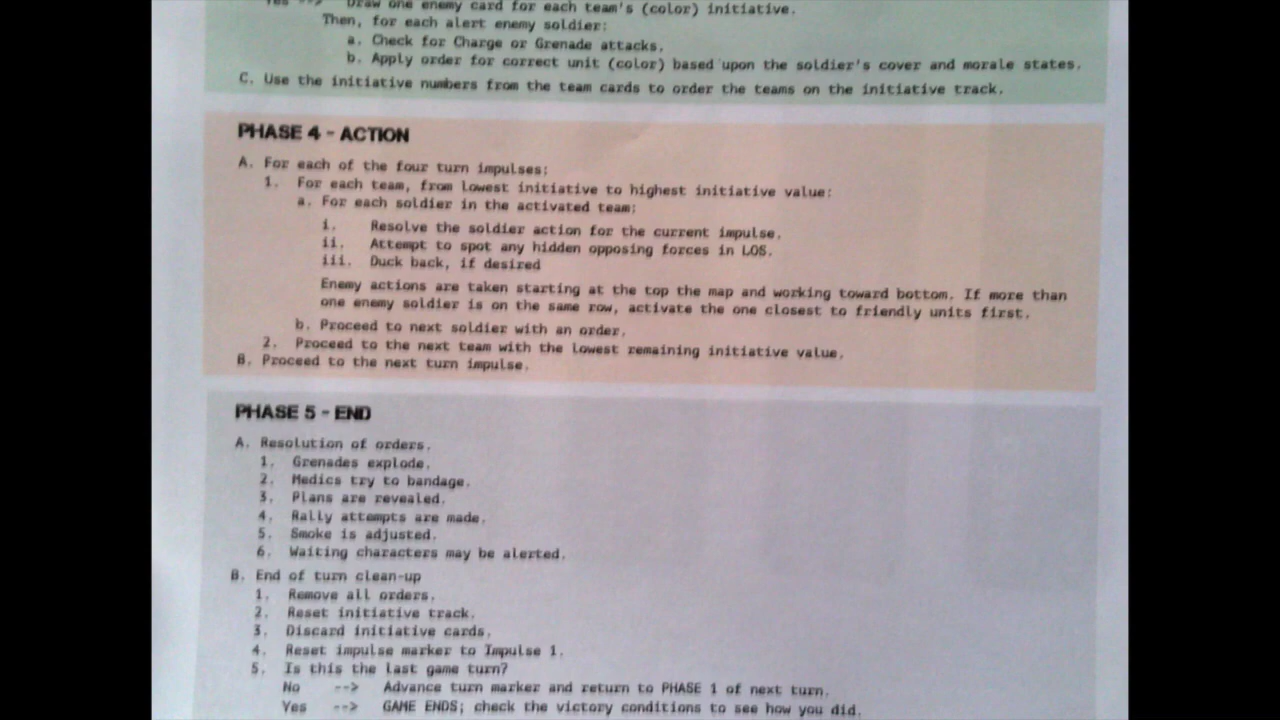 Yes --> Draw one enemy card for each team's (color) initiative.
Then, for each alert enemy soldier:
a. Check for Charge or Grenade attacks.
b. Apply order for correct unit (color) based upon the soldier's cover and morale states.
C. Use the initiative numbers from the team cards to order the teams on the initiative track.
PHASE 4 - ACTION
A. For each of the four turn impulses:
1. For each team, from lowest initiative to highest initiative value:
a. For each soldier in the activated team:
i. Resolve the soldier action for the current impulse.
ii. Attempt to spot any hidden opposing forces in LOS.
iii. Duck back, if desired
Enemy actions are taken starting at the top the map and working toward bottom. If more than
one enemy soldier is on the same row, activate the one closest to friendly units first.
b. Proceed to next soldier with an order.
2. Proceed to the next team with the lowest remaining initiative value.
B. Proceed to the next turn impulse.
PHASE 5 - END
A. Resolution of orders.
1. Grenades explode.
2. Medics try to bandage.
3. Plans are revealed.
4. Rally attempts are made.
5. Smoke is adjusted.
6. Waiting characters may be alerted.
B. End of turn clean-up
1. Remove all orders.
2. Reset initiative track.
3. Discard initiative cards.
4. Reset impulse marker to Impulse 1.
5. Is this the last game turn?
No --> Advance turn marker and return to PHASE 1 of next turn.
Yes --> GAME ENDS; check the victory conditions to see how you did.